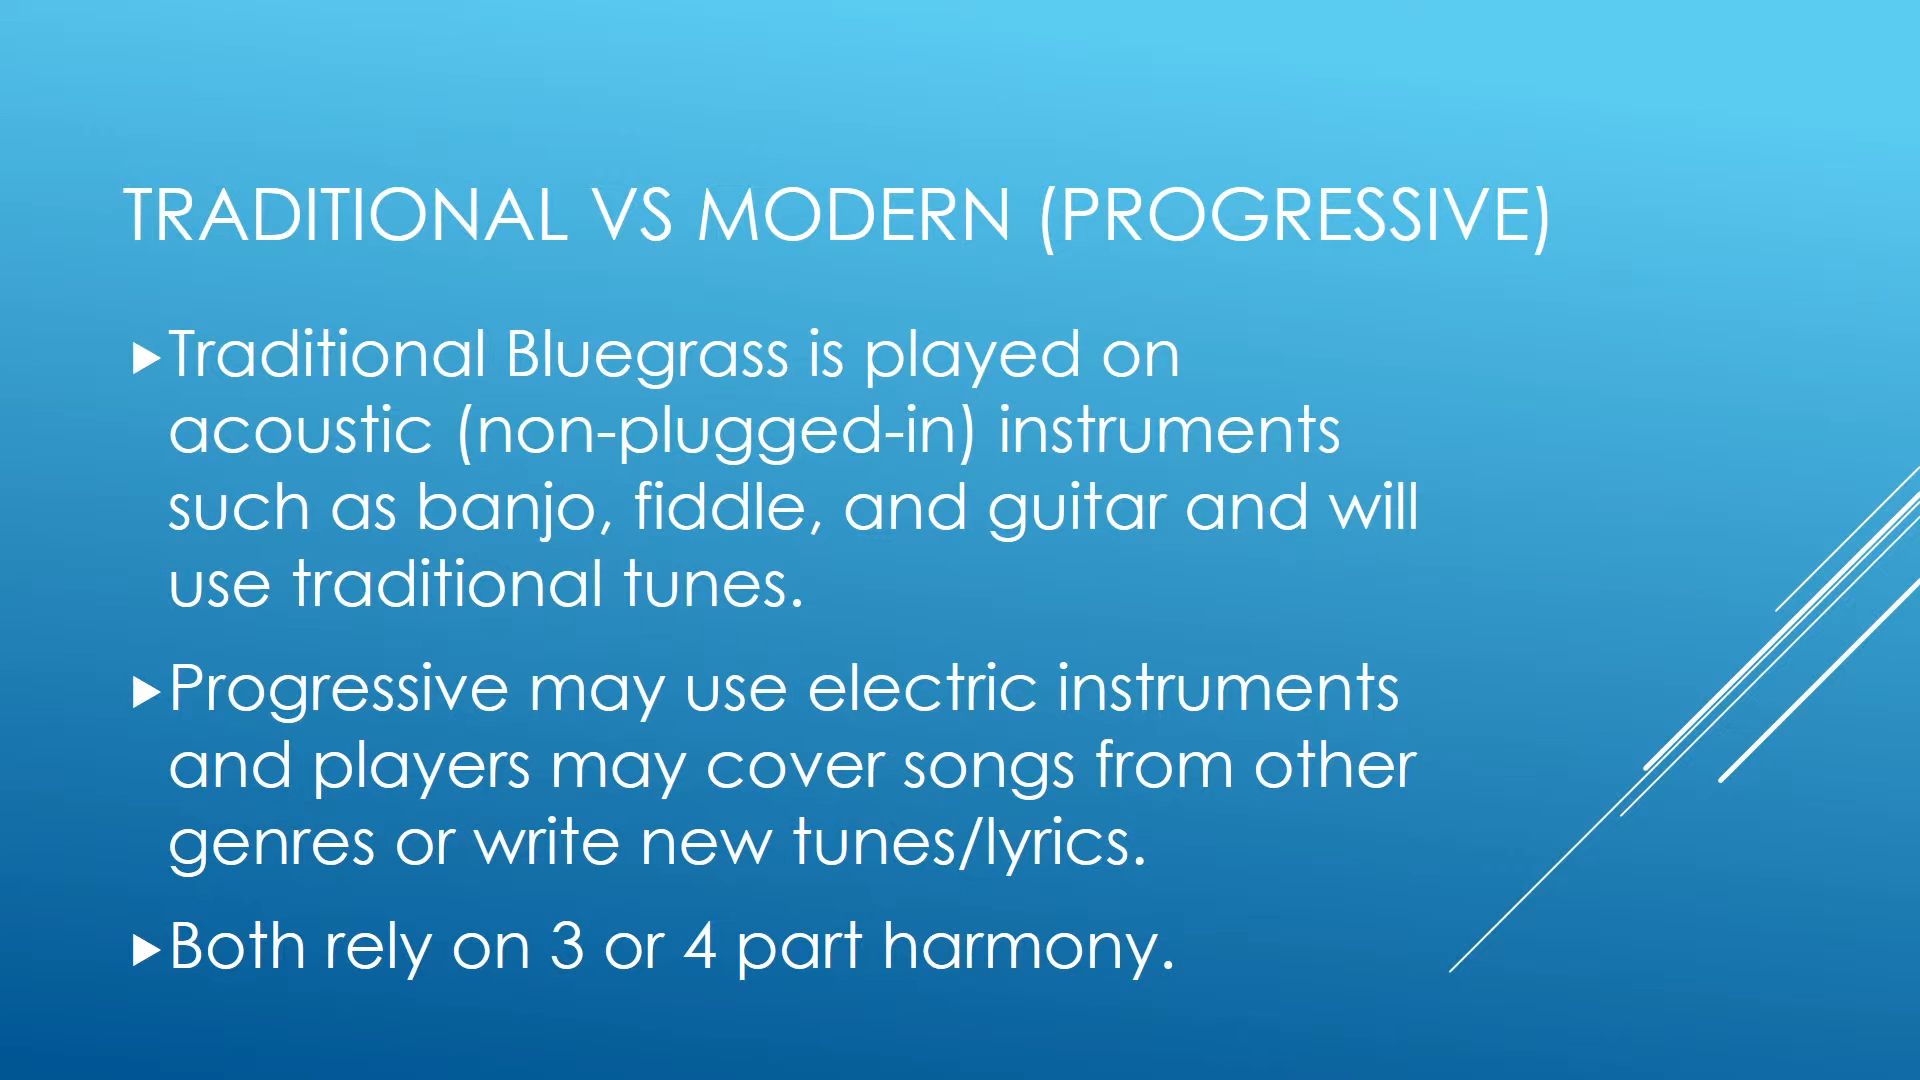 TRADITIONAL VS MODERN (PROGRESSIVE)
Traditional Bluegrass is played on
acoustic (non-plugged-in) instruments
such as banjo, fiddle, and guitar and will
use traditional tunes.
Progressive may use electric instruments
and players may cover songs from other
genres or write new tunes/lyrics.
Both rely on 3 or 4 part harmony.